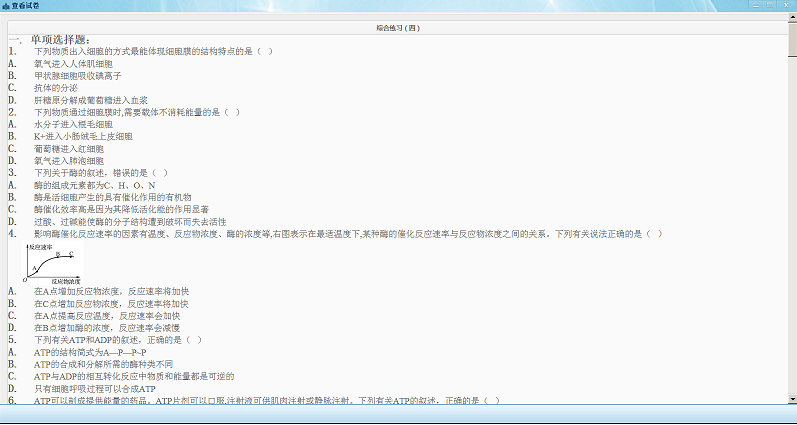 查看试卷
综合练习（四）
一、单项选择题：
1. 下列物质出入细胞的方式最能体现细胞膜的结构特点的是（ ）
A. 氧气进入人体肌细胞
B. 甲状腺细胞吸收碘离子
C. 抗体的分泌
D. 肝糖原分解成葡萄糖进入血浆
2. 下列物质通过细胞膜时,需要载体不消耗能量的是（ ）
A. 水分子进入根毛细胞
B. K+进入小肠绒毛上皮细胞
C. 葡萄糖进入红细胞
D. 氧气进入肺泡细胞
3. 下列关于酶的叙述，错误的是（ ）
A. 酶的组成元素都为C、H、O、N
B. 酶是活细胞产生的具有催化作用的有机物
C. 酶催化效率高是因为其降低活化能的作用显著
D. 过酸、过碱能使酶的分子结构遭到破坏而失去活性
4. 影响酶催化反应速率的因素有温度、反应物浓度、酶的浓度等,右图表示在最适温度下,某种酶的催化反应速率与反应物浓度之间的关系。下列有关说法正确的是（ ）
反应速率
A B C
O 反应物浓度
A. 在A点增加反应物浓度，反应速率将加快
B. 在C点增加反应物浓度，反应速率将加快
C. 在A点提高反应温度，反应速率会加快
D. 在B点增加酶的浓度，反应速率会减慢
5. 下列有关ATP和ADP的叙述，正确的是（ ）
A. ATP的结构简式为A—P—P~P
B. ATP的合成和分解所需的酶种类不同
C. ATP与ADP的相互转化反应中物质和能量都是可逆的
D. 只有细胞呼吸过程可以合成ATP
6. ATP可以制成提供能量的药品。ATP片剂可以口服,注射液可供肌肉注射或静脉注射。下列有关ATP的叙述，正确的是（ ）